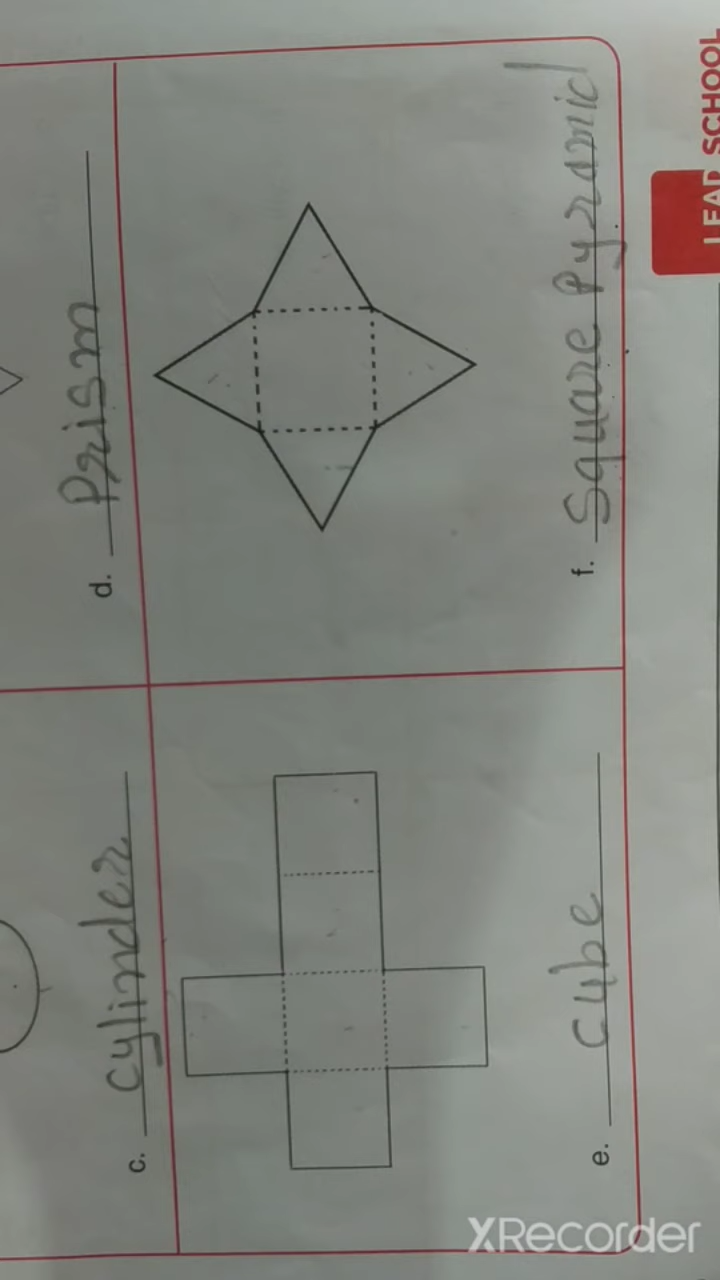 c. cylinder
d. Prism
e. cube
f. Square Pyramid
LEAD SCHOOL
XRecorder